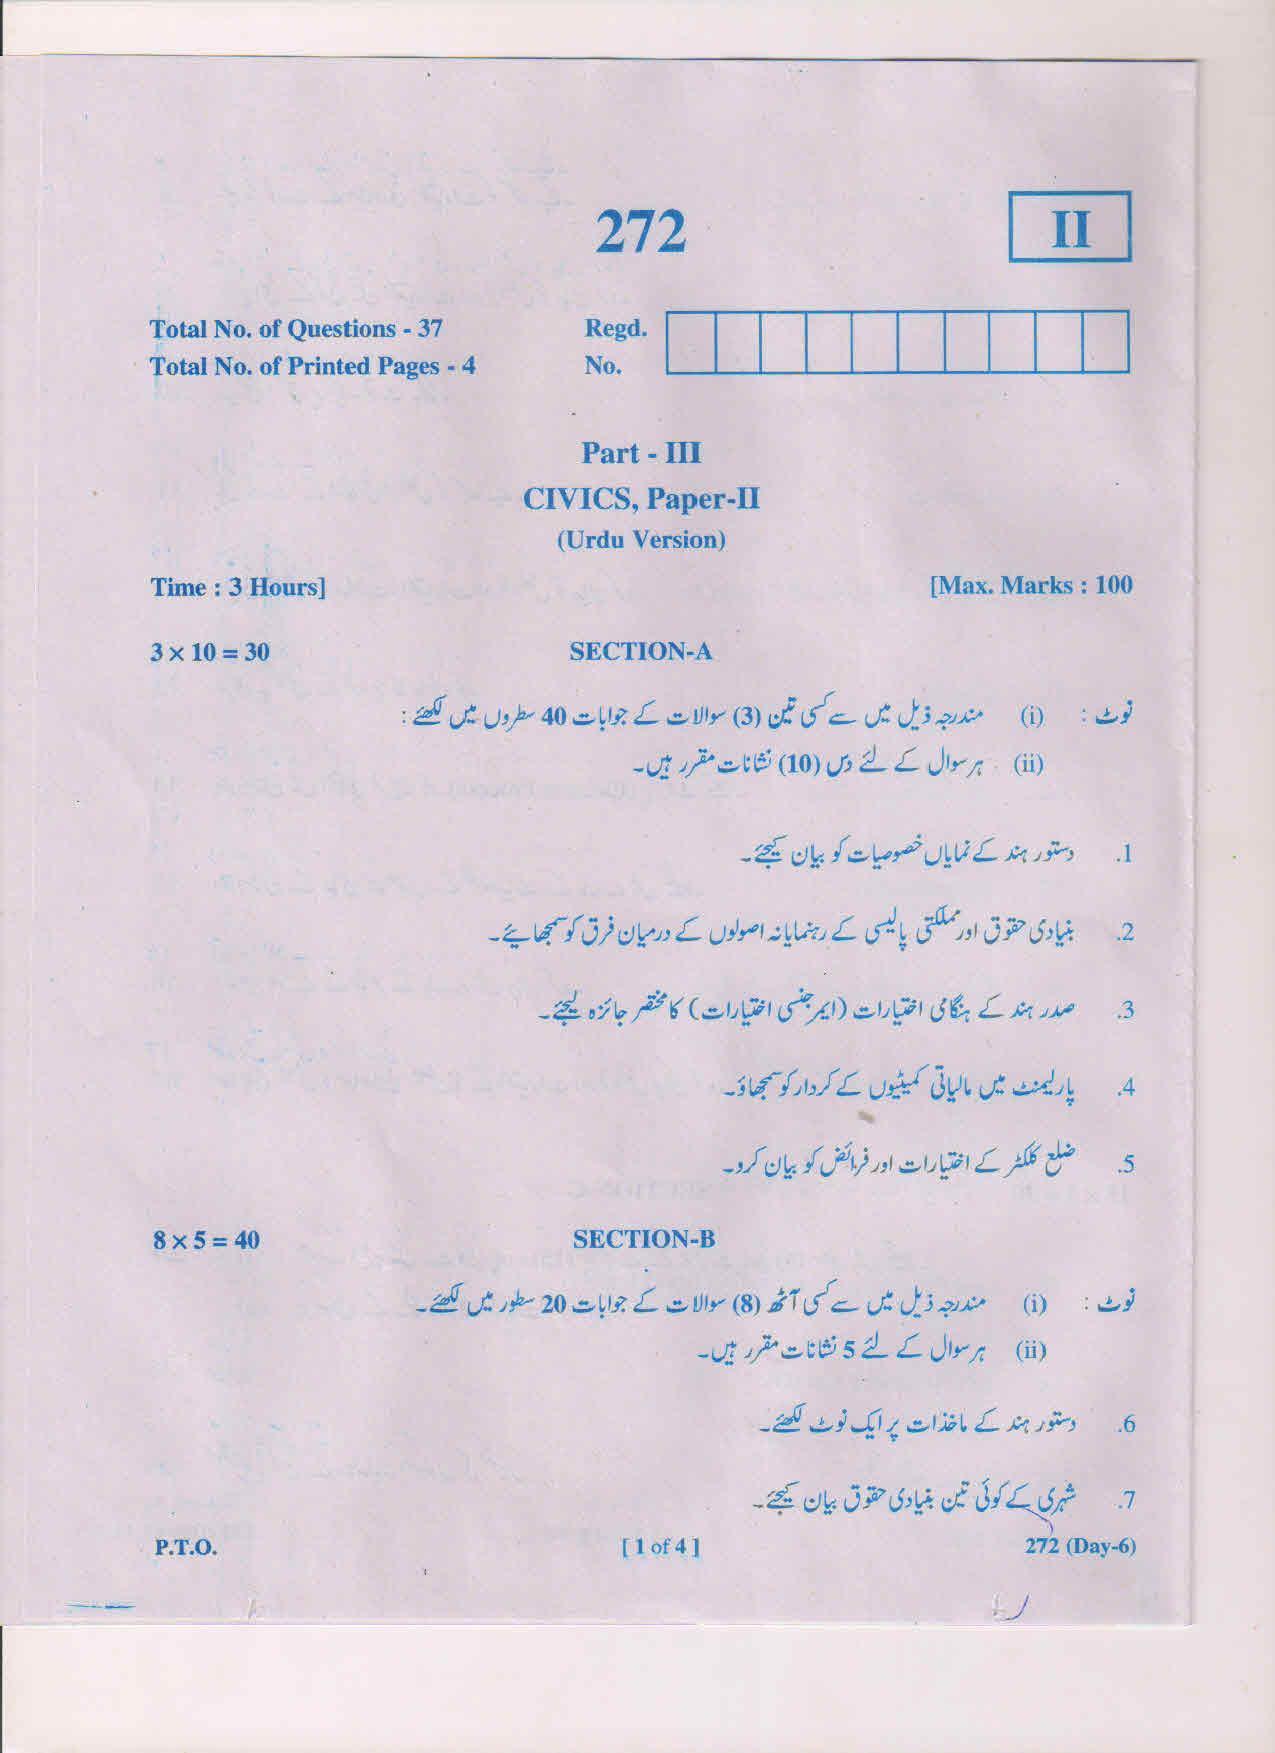 272
II
Total No. of Questions - 37
Regd.
Total No. of Printed Pages - 4
No.
Part - III
CIVICS, Paper-II
(Urdu Version)
Time : 3 Hours]
[Max. Marks : 100
3 × 10 = 30
SECTION-A
نوٹ : (i) مندرجہ ذیل میں سے کسی تین (3) سوالات کے جوابات 40 سطروں میں لکھئے :
(ii) ہر سوال کے لئے دس (10) نشانات مقرر ہیں۔
1. دستور ہند کے نمایاں خصوصیات کو بیان کیجئے۔
2. بنیادی حقوق اور مملکتی پالیسی کے رہنمایانہ اصولوں کے درمیان فرق کو سمجھایئے۔
3. صدر ہند کے ہنگامی اختیارات (ایمرجنسی اختیارات) کا مختصر جائزہ لیجئے۔
4. پارلیمنٹ میں مالیاتی کمیٹیوں کے کردار کو سمجھاؤ۔
5. ضلع کلکٹر کے اختیارات اور فرائض کو بیان کرو۔
8 × 5 = 40
SECTION-B
نوٹ : (i) مندرجہ ذیل میں سے کسی آٹھ (8) سوالات کے جوابات 20 سطور میں لکھئے۔
(ii) ہر سوال کے لئے 5 نشانات مقرر ہیں۔
6. دستور ہند کے ماخذات پر ایک نوٹ لکھئے۔
7. شہری کے کوئی تین بنیادی حقوق بیان کیجئے۔
P.T.O.
[ 1 of 4 ]
272 (Day-6)